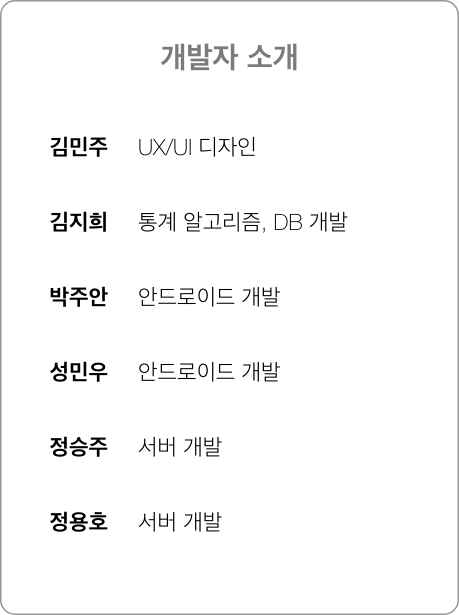 개발자 소개
김민주 UX/UI 디자인
김지희 통계 알고리즘, DB 개발
박주안 안드로이드 개발
성민우 안드로이드 개발
정승주 서버 개발
정용호 서버 개발